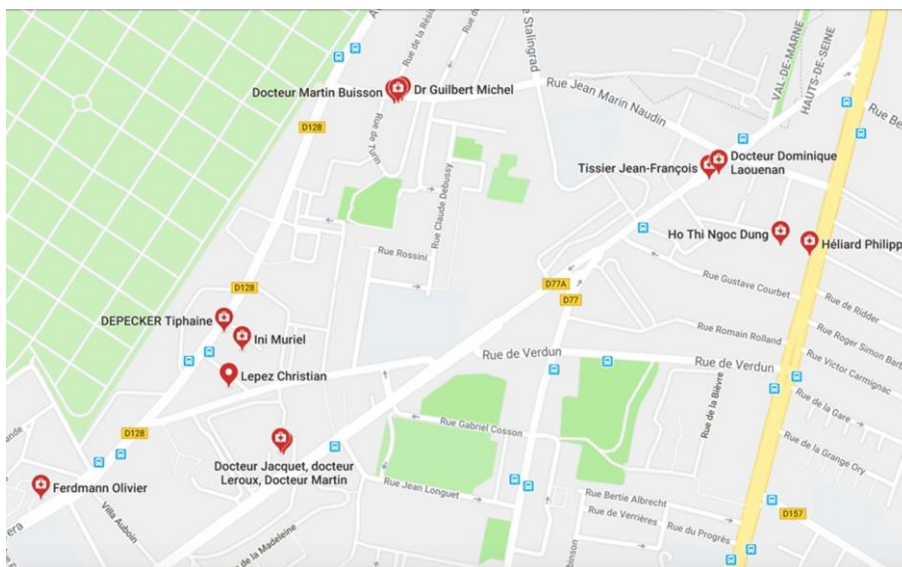 Rue de la Résis
Stalingrad
VAL-DE-MARNE
HAUTS-DE-SEINE
Docteur Martin Buisson
Dr Guilbert Michel
Rue Jean Marin Naudin
Rue Be
D128
Rue de Turin
Tissier Jean-François
Docteur Dominique
Laouenan
Rue Claude Debussy
Ho Thi Ngoc Dung
Héliard Philipp
Rue Rossini
D128
D77A
D77
Rue Gustave Courbet
Rue de Ridder
DEPECKER Tiphaine
Ini Muriel
Rue Romain Rolland
Rue Roger Simon Barb
Rue de Verdun
Rue de Verdun
Rue Victor Carmignac
Lepez Christian
Rue de la Bièvre
Rue de la Gare
D128
Rue Gabriel Cosson
Rue de la Grange Ory
Docteur Jacquet, docteur
Leroux, Docteur Martin
Ferdmann Olivier
Rue Jean Longuet
Rue Bertie Albrecht
Villa Auboin
Rue de Verrières
D157
e de la Madeleine
Rue du Progrès